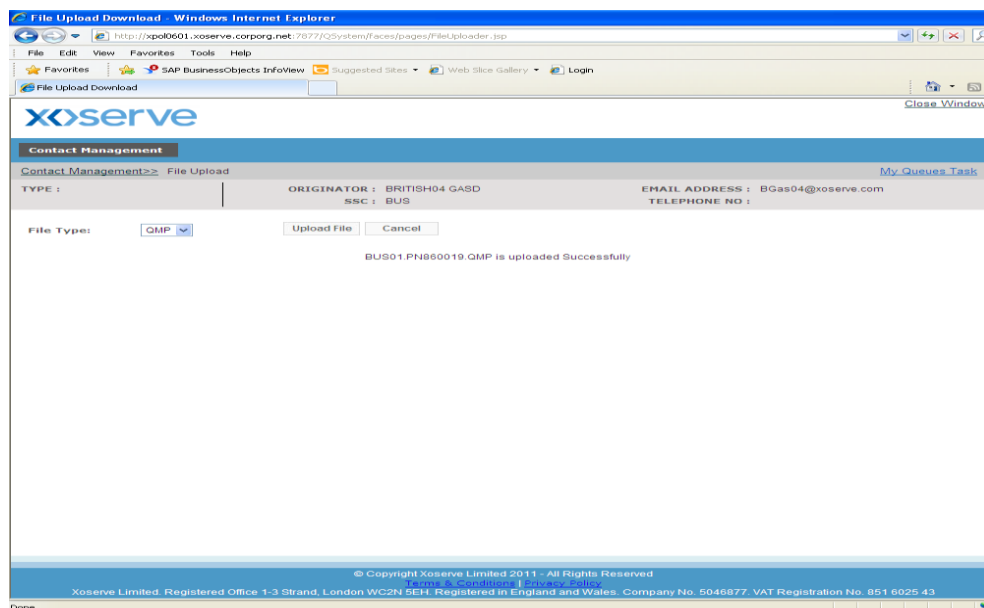 File Upload Download - Windows Internet Explorer
http://xpol0601.xoserve.corporg.net:7877/QSystem/faces/pages/FileUploader.jsp
File Edit View Favorites Tools Help
Favorites SAP BusinessObjects InfoView Suggested Sites Web Slice Gallery Login
File Upload Download
Close Window
xoserve
Contact Management
Contact Management>> File Upload My Queues Task
TYPE : ORIGINATOR : BRITISH04 GASD EMAIL ADDRESS : BGas04@xoserve.com
SSC : BUS TELEPHONE NO :
File Type: QMP Upload File Cancel
BUS01.PN860019.QMP is uploaded Successfully
© Copyright Xoserve Limited 2011 - All Rights Reserved
Terms & Conditions | Privacy Policy
Xoserve Limited. Registered Office 1-3 Strand, London WC2N 5EH. Registered in England and Wales. Company No. 5046877. VAT Registration No. 851 6025 43
Done